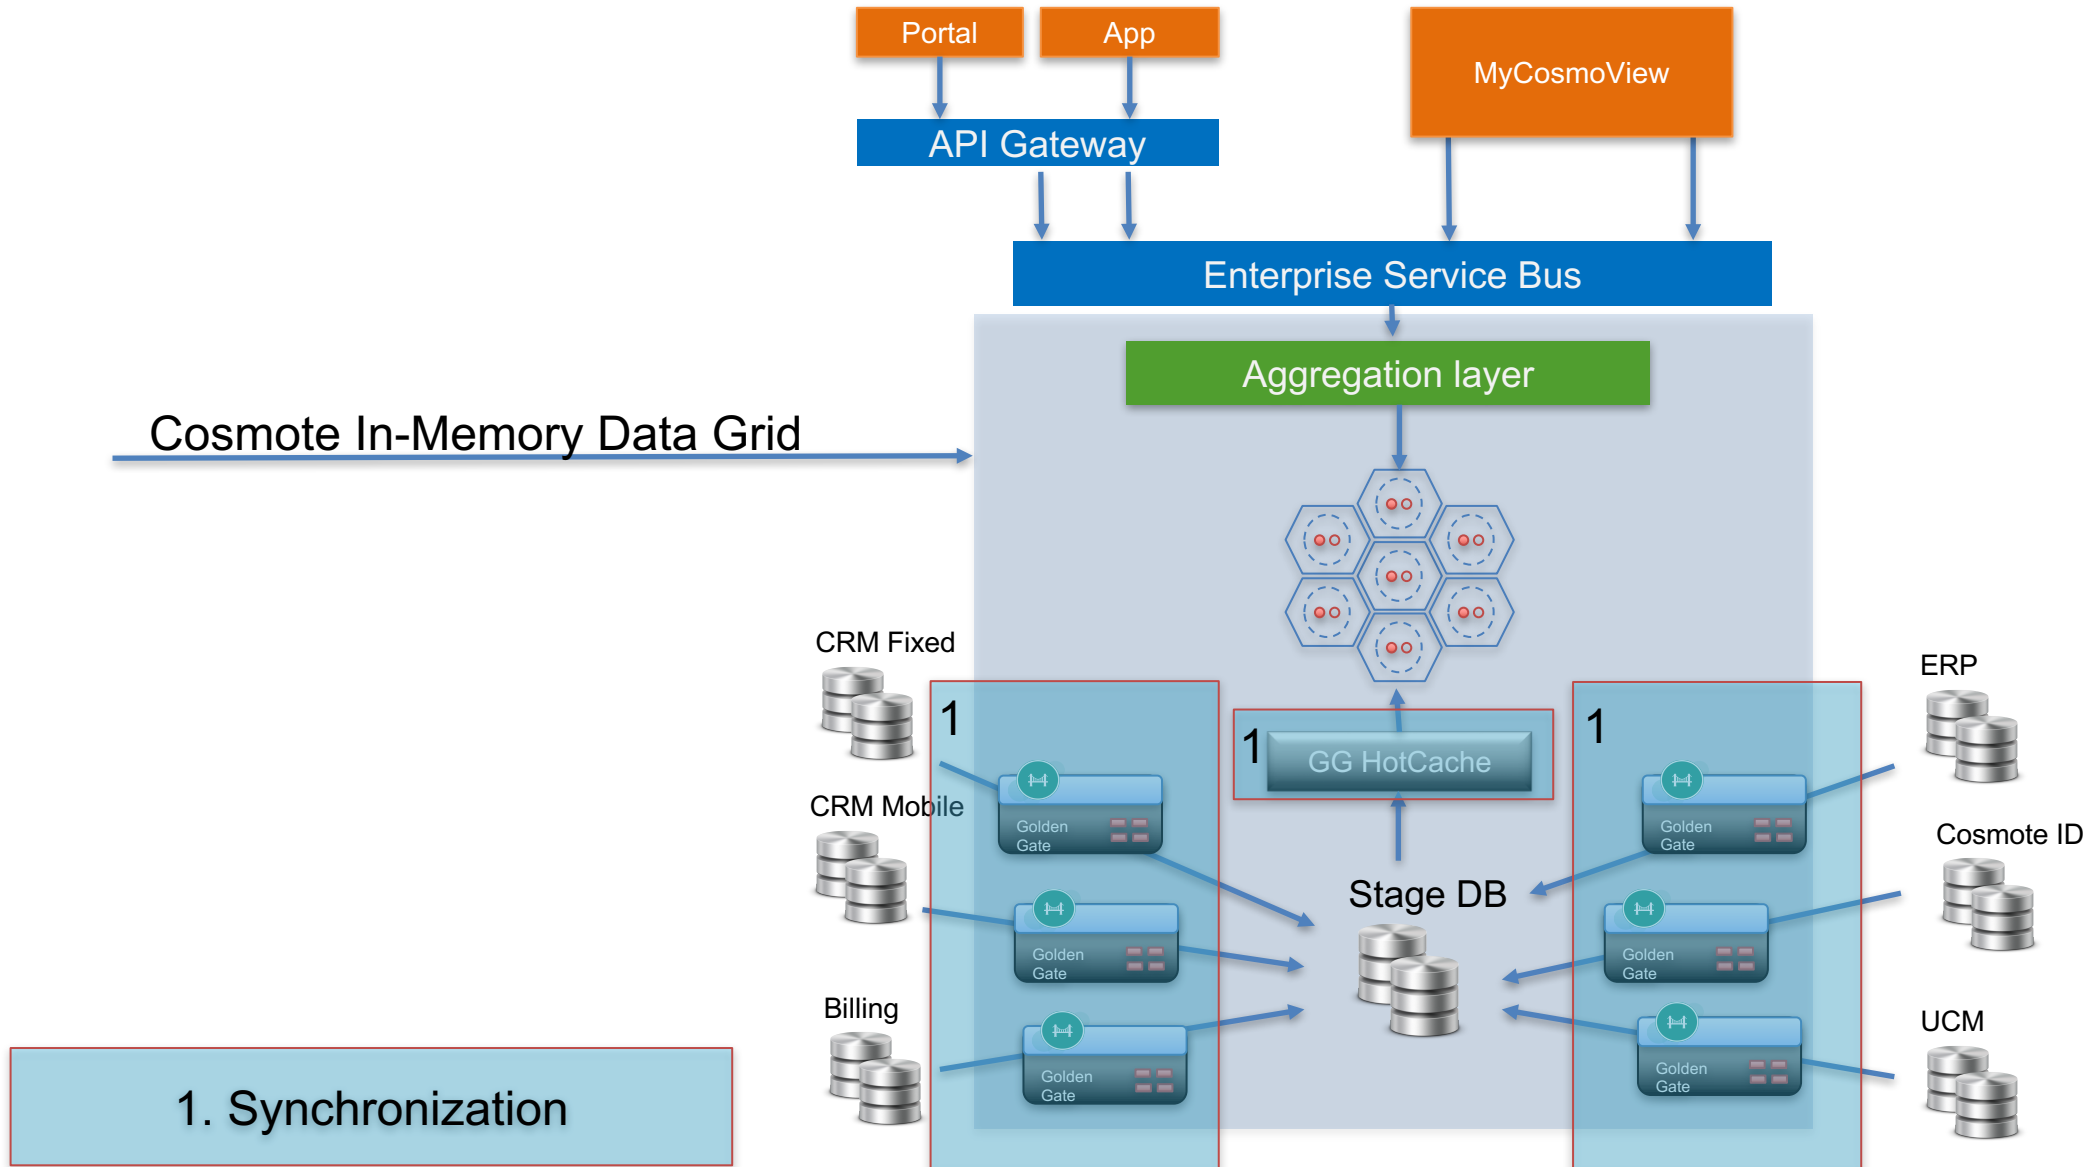 Portal
App
MyCosmoView
API Gateway
Enterprise Service Bus
Aggregation layer
Cosmote In-Memory Data Grid
CRM Fixed
ERP
1
1
1
GG HotCache
CRM Mobile
Golden
Gate
Golden
Gate
Cosmote ID
Stage DB
Golden
Gate
Golden
Gate
Billing
UCM
Golden
Gate
Golden
Gate
1. Synchronization